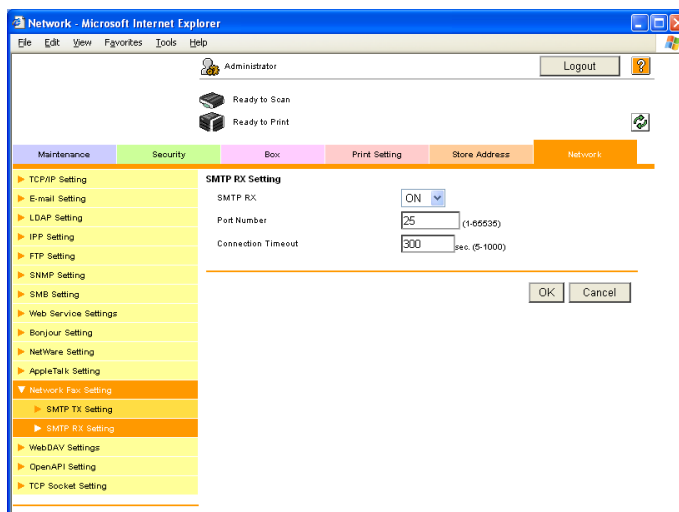 Network - Microsoft Internet Explorer
File Edit View Favorites Tools Help
Administrator
Logout
?
Ready to Scan
Ready to Print
Maintenance Security Box Print Setting Store Address Network
TCP/IP Setting
E-mail Setting
LDAP Setting
IPP Setting
FTP Setting
SNMP Setting
SMB Setting
Web Service Settings
Bonjour Setting
NetWare Setting
AppleTalk Setting
Network Fax Setting
SMTP TX Setting
SMTP RX Setting
WebDAV Settings
OpenAPI Setting
TCP Socket Setting
SMTP RX Setting
SMTP RX ON
Port Number 25 (1-65535)
Connection Timeout 300 sec. (5-1000)
OK Cancel